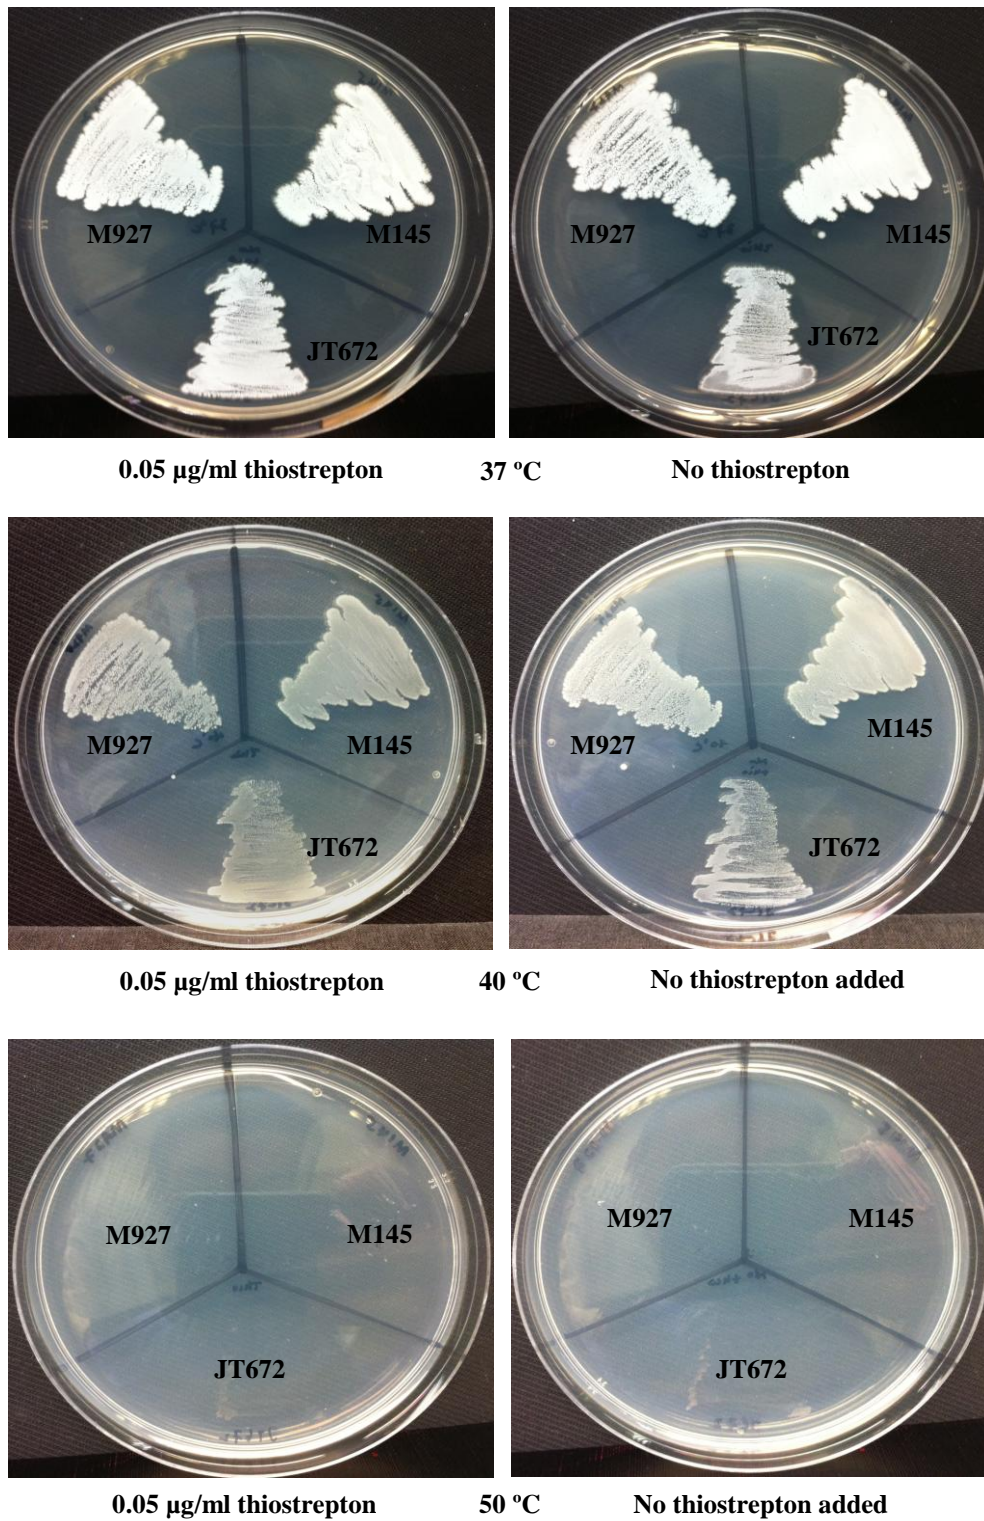 M927
M145
JT672
M927
M145
JT672
0.05 µg/ml thiostrepton 37 ºC No thiostrepton
M927
M145
JT672
M927
M145
JT672
0.05 µg/ml thiostrepton 40 ºC No thiostrepton added
M927
M145
JT672
M927
M145
JT672
0.05 µg/ml thiostrepton 50 ºC No thiostrepton added